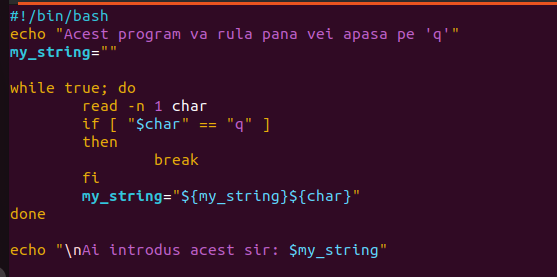 #!/bin/bash
echo "Acest program va rula pana vei apasa pe 'q'"
my_string=""
while true; do
read -n 1 char
if [ "$char" == "q" ]
then
break
fi
my_string="${my_string}${char}"
done
echo "\nAi introdus acest sir: $my_string"